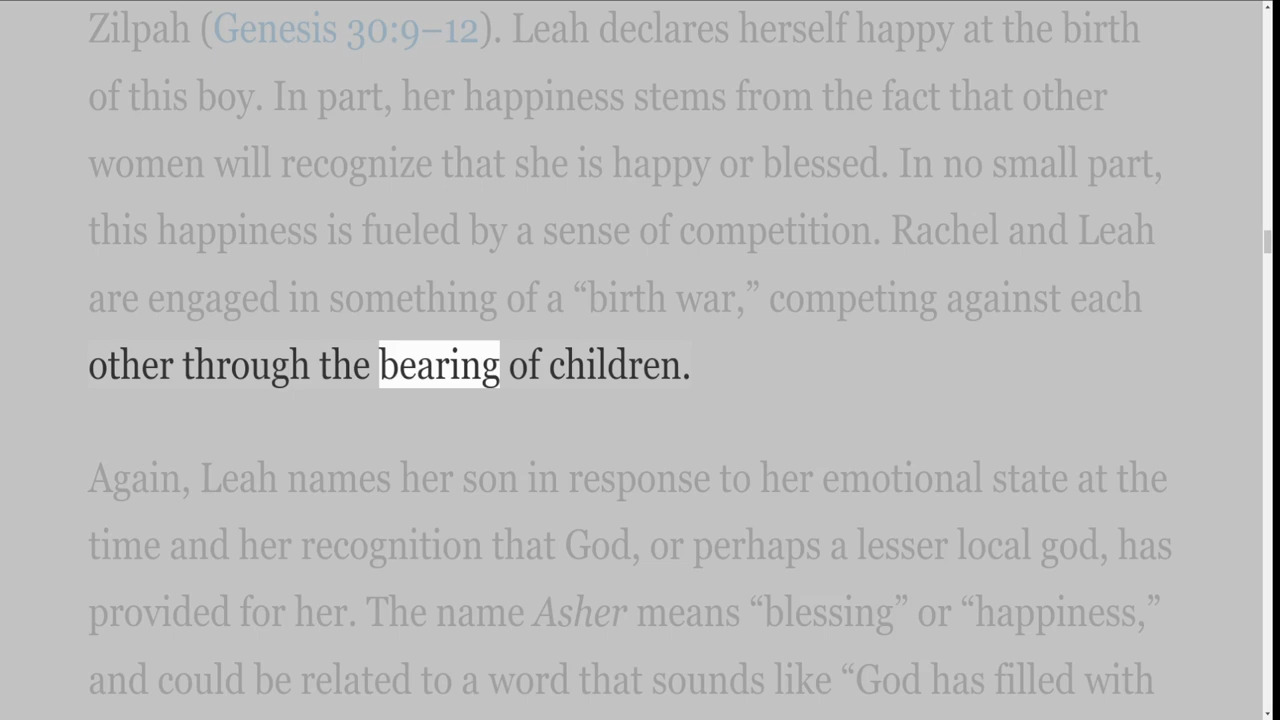 Zilpah (Genesis 30:9–12). Leah declares herself happy at the birth
of this boy. In part, her happiness stems from the fact that other
women will recognize that she is happy or blessed. In no small part,
this happiness is fueled by a sense of competition. Rachel and Leah
are engaged in something of a “birth war,” competing against each
other through the bearing of children.
Again, Leah names her son in response to her emotional state at the
time and her recognition that God, or perhaps a lesser local god, has
provided for her. The name Asher means “blessing” or “happiness,”
and could be related to a word that sounds like “God has filled with